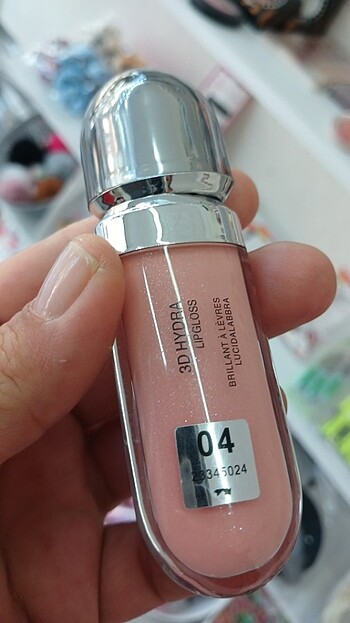 3D HYDRA
LIPGLOSS
BRILLANT À LÈVRES
LUCIDALABBRA
04
23345024